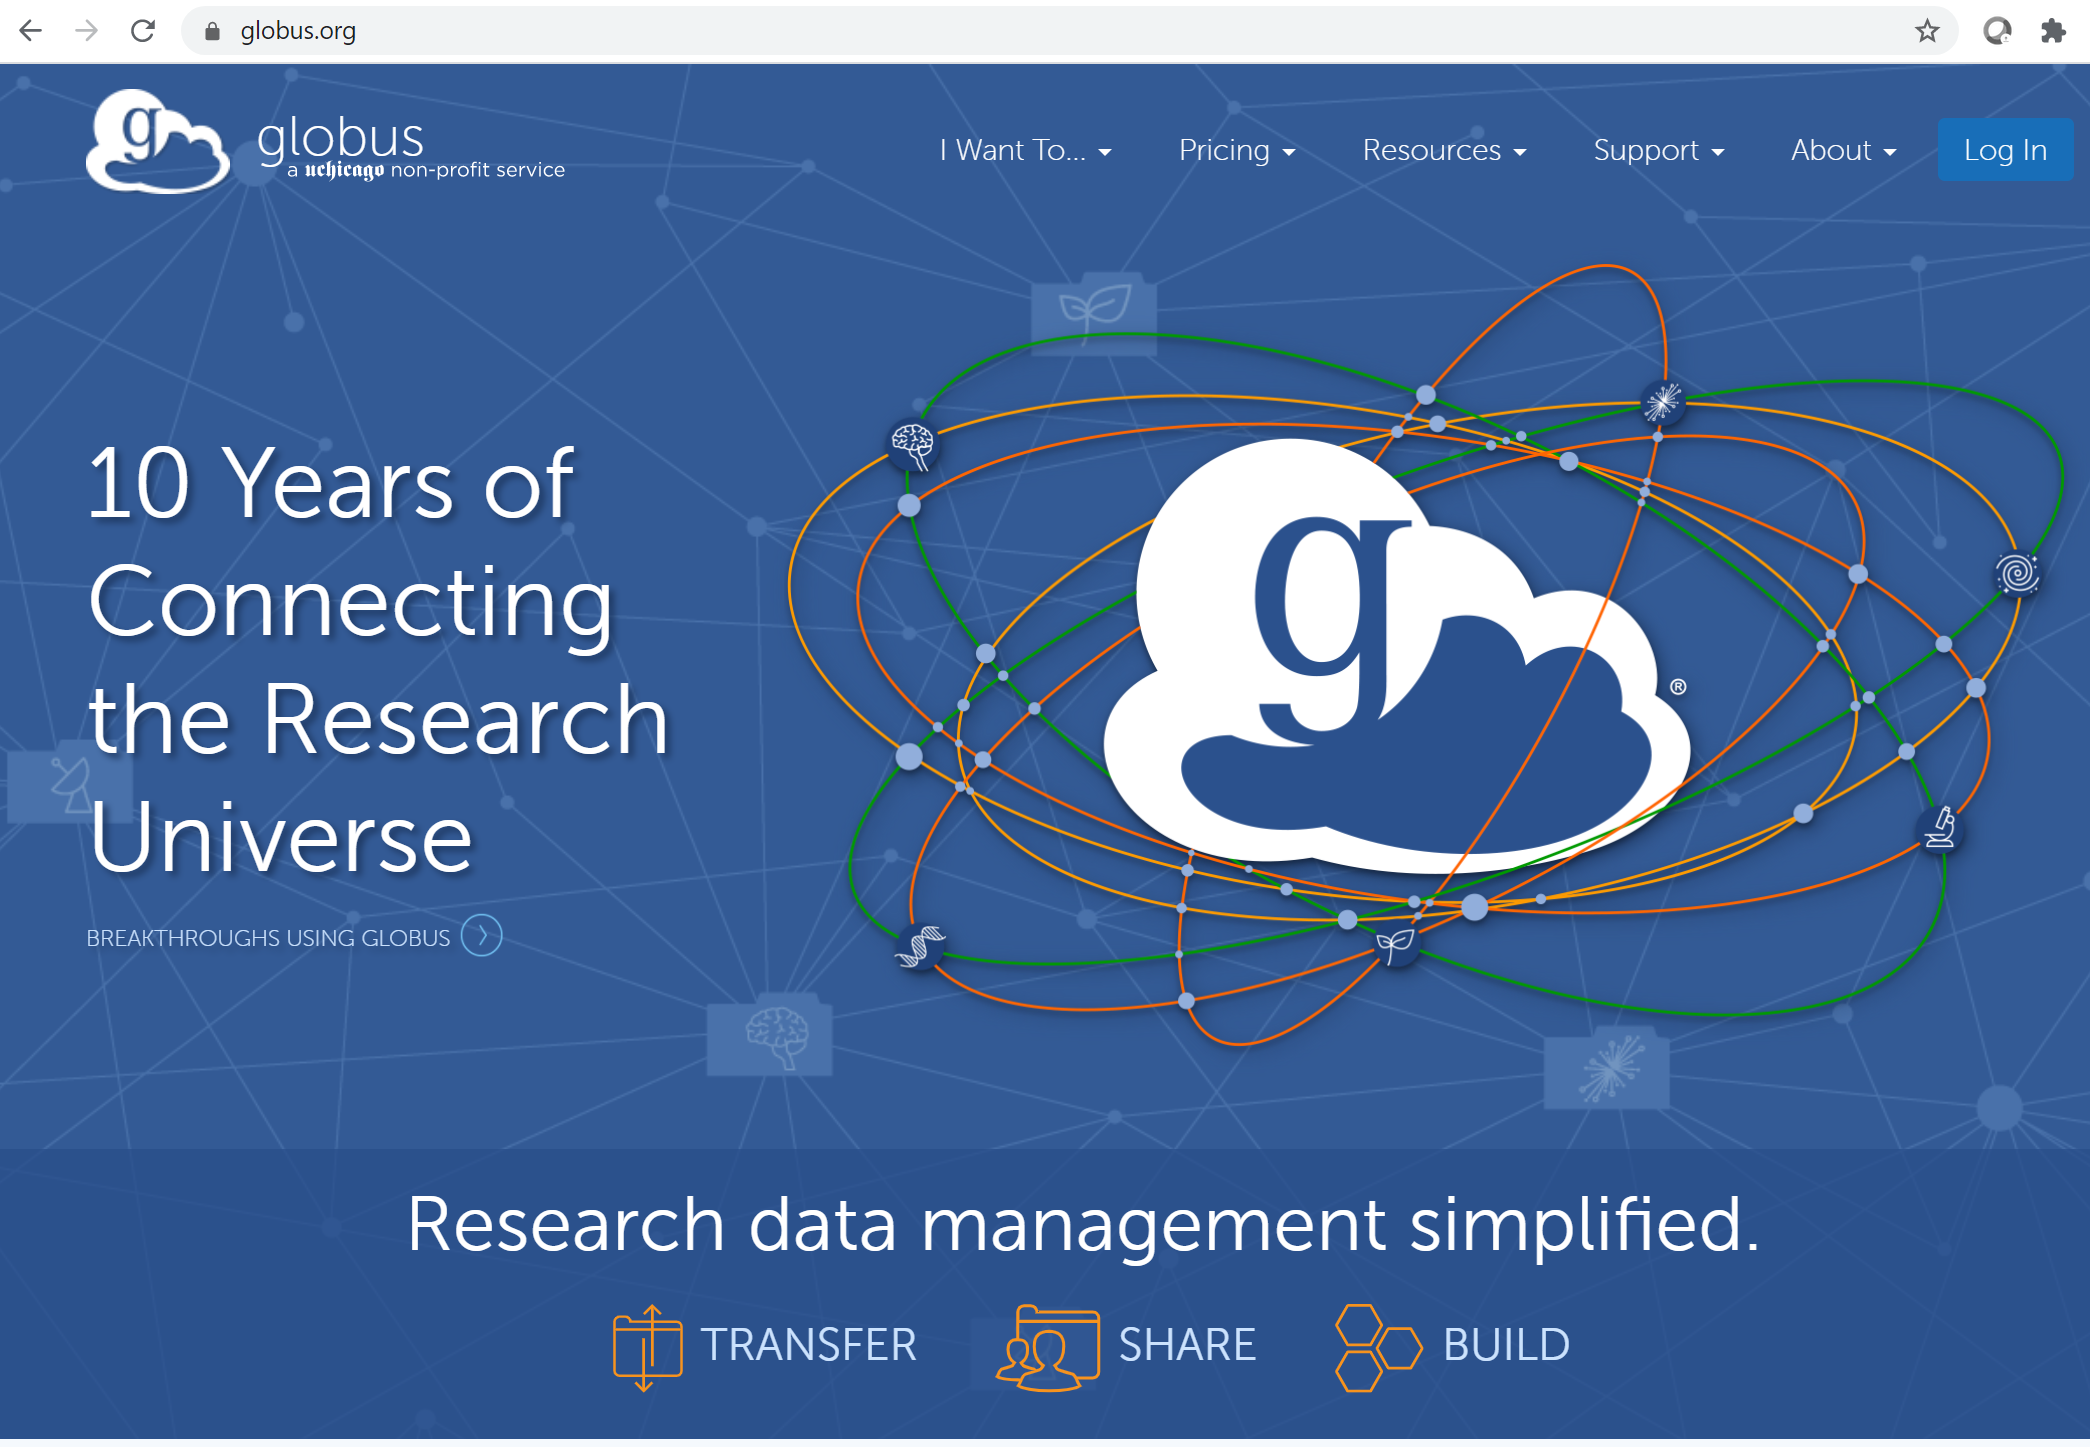 globus.org
g globus
a uchicago non-profit service
I Want To... Pricing Resources Support About Log In
10 Years of
Connecting
the Research
Universe
g
®
BREAKTHROUGHS USING GLOBUS
Research data management simplified.
TRANSFER SHARE BUILD